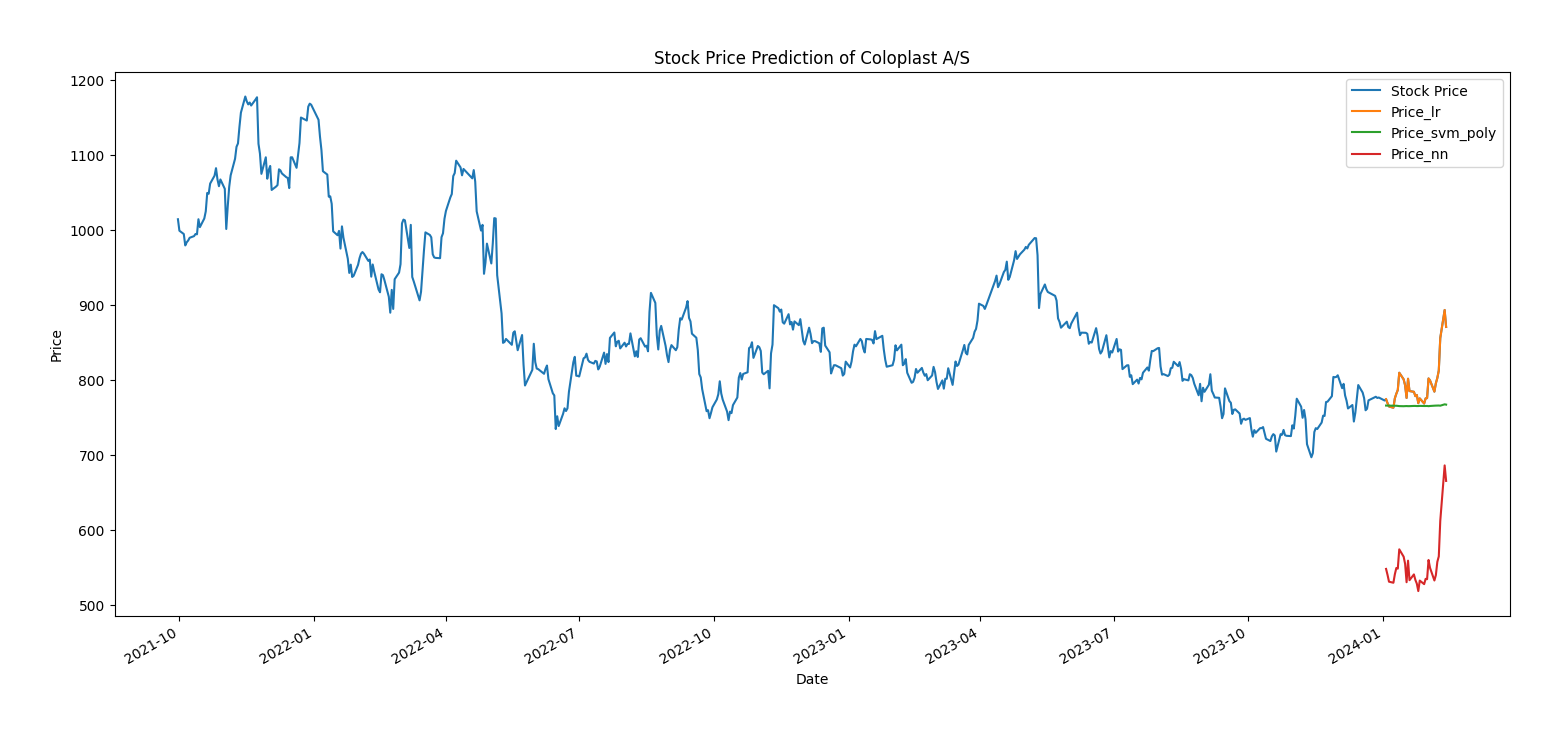 Stock Price Prediction of Coloplast A/S
1200
1100
1000
900
800
700
600
500
Price
Stock Price
Price_lr
Price_svm_poly
Price_nn
2021-10
2022-01
2022-04
2022-07
2022-10
2023-01
2023-04
2023-07
2023-10
2024-01
Date